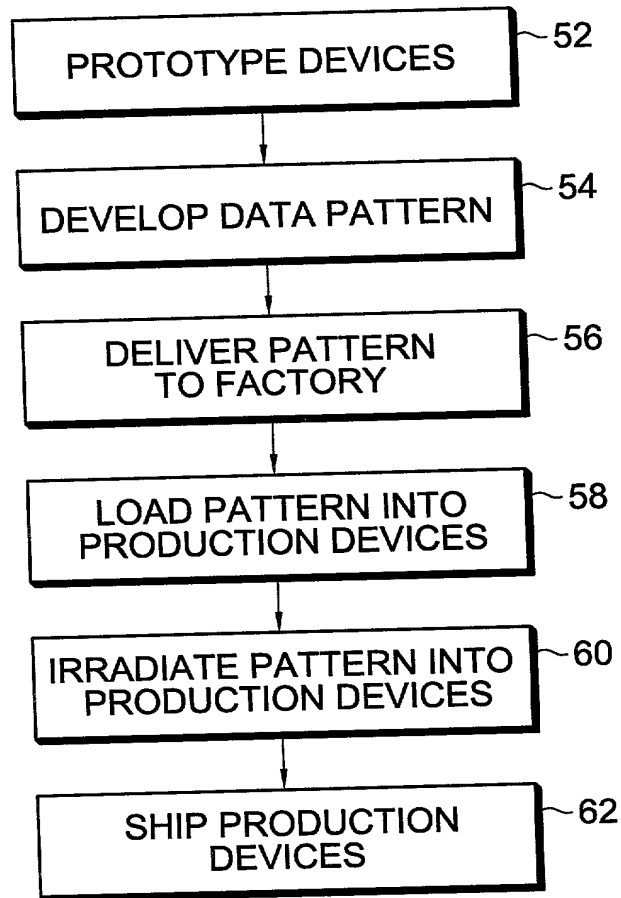 PROTOTYPE DEVICES
52
DEVELOP DATA PATTERN
54
DELIVER PATTERN
TO FACTORY
56
LOAD PATTERN INTO
PRODUCTION DEVICES
58
IRRADIATE PATTERN INTO
PRODUCTION DEVICES
60
SHIP PRODUCTION
DEVICES
62